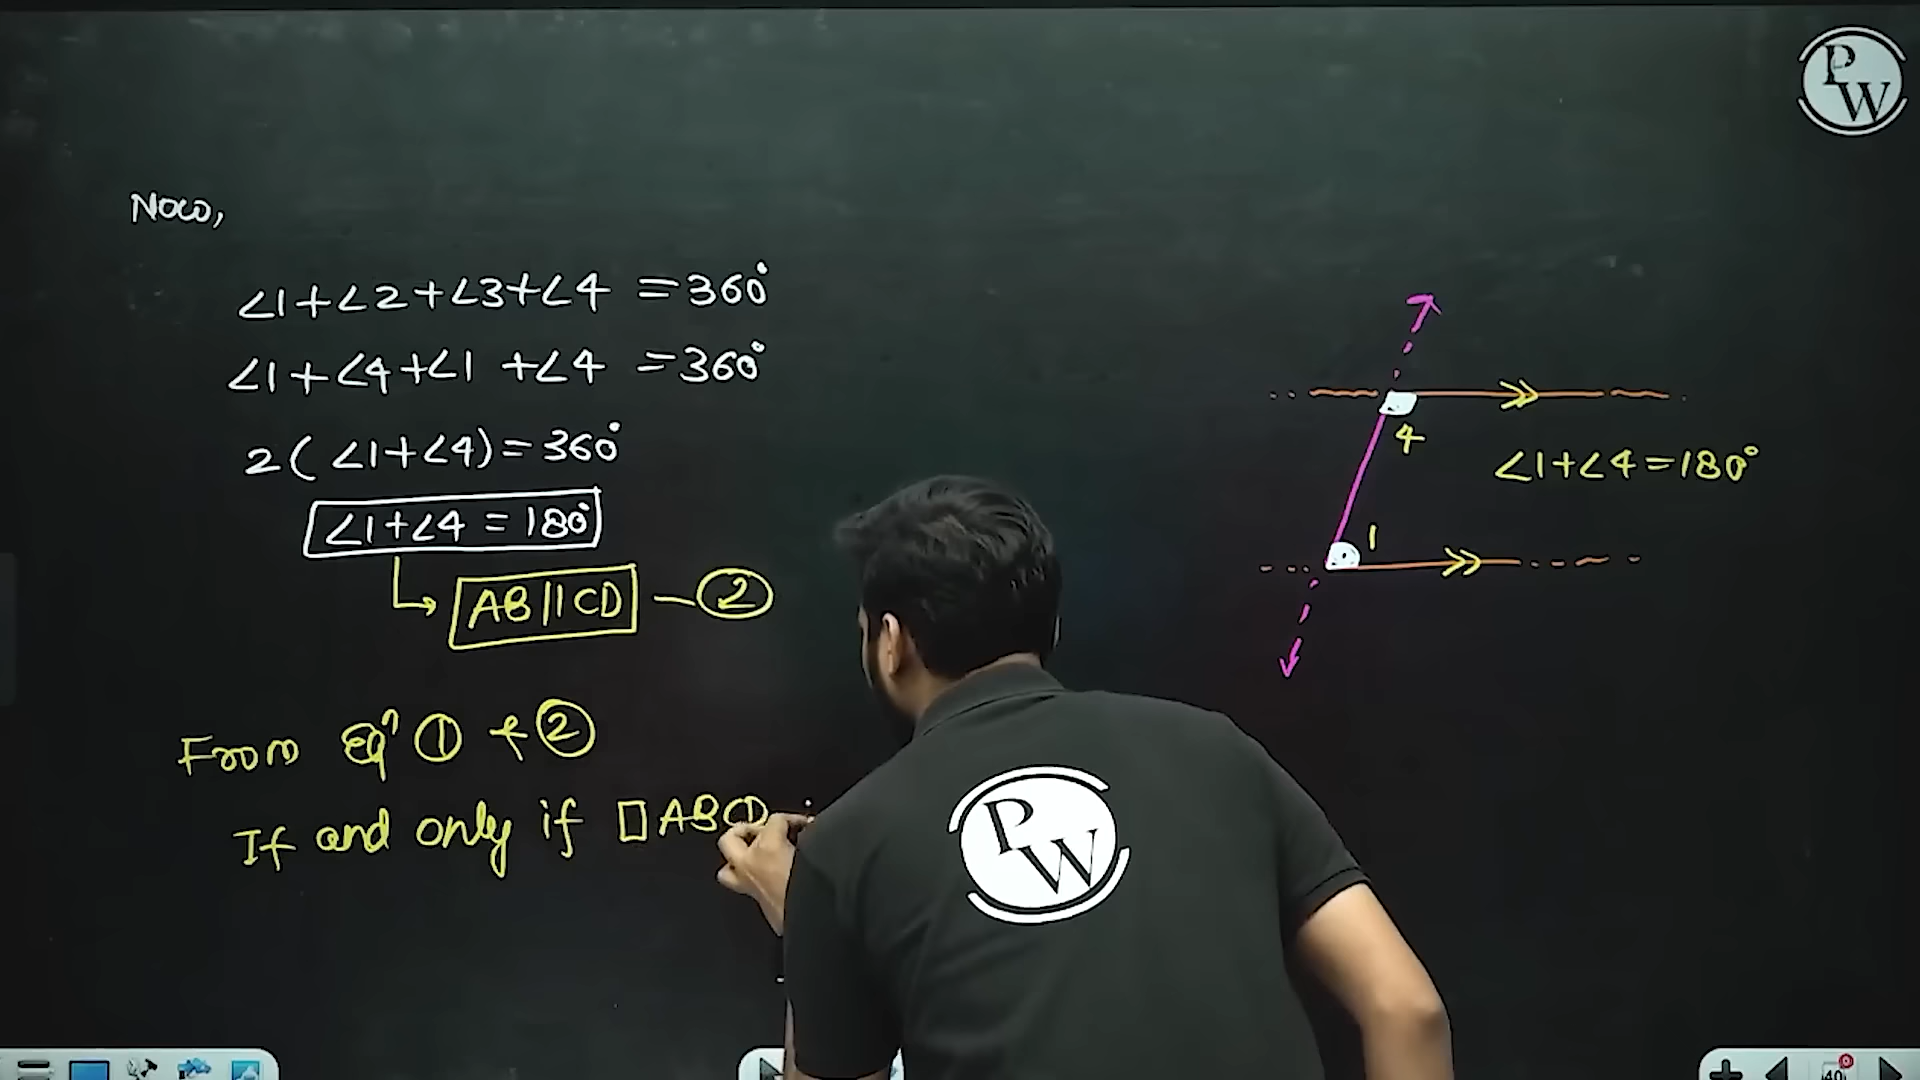 PW
Now,
∠1+∠2+∠3+∠4 = 360°
∠1+∠4+∠1 +∠4 = 360°
2(∠1+∠4) = 360°
∠1+∠4 = 180°
AB || CD — ②
From Eqⁿ ① & ②
If and only if □ ABCD
4
∠1+∠4 = 180°
1
PW
40